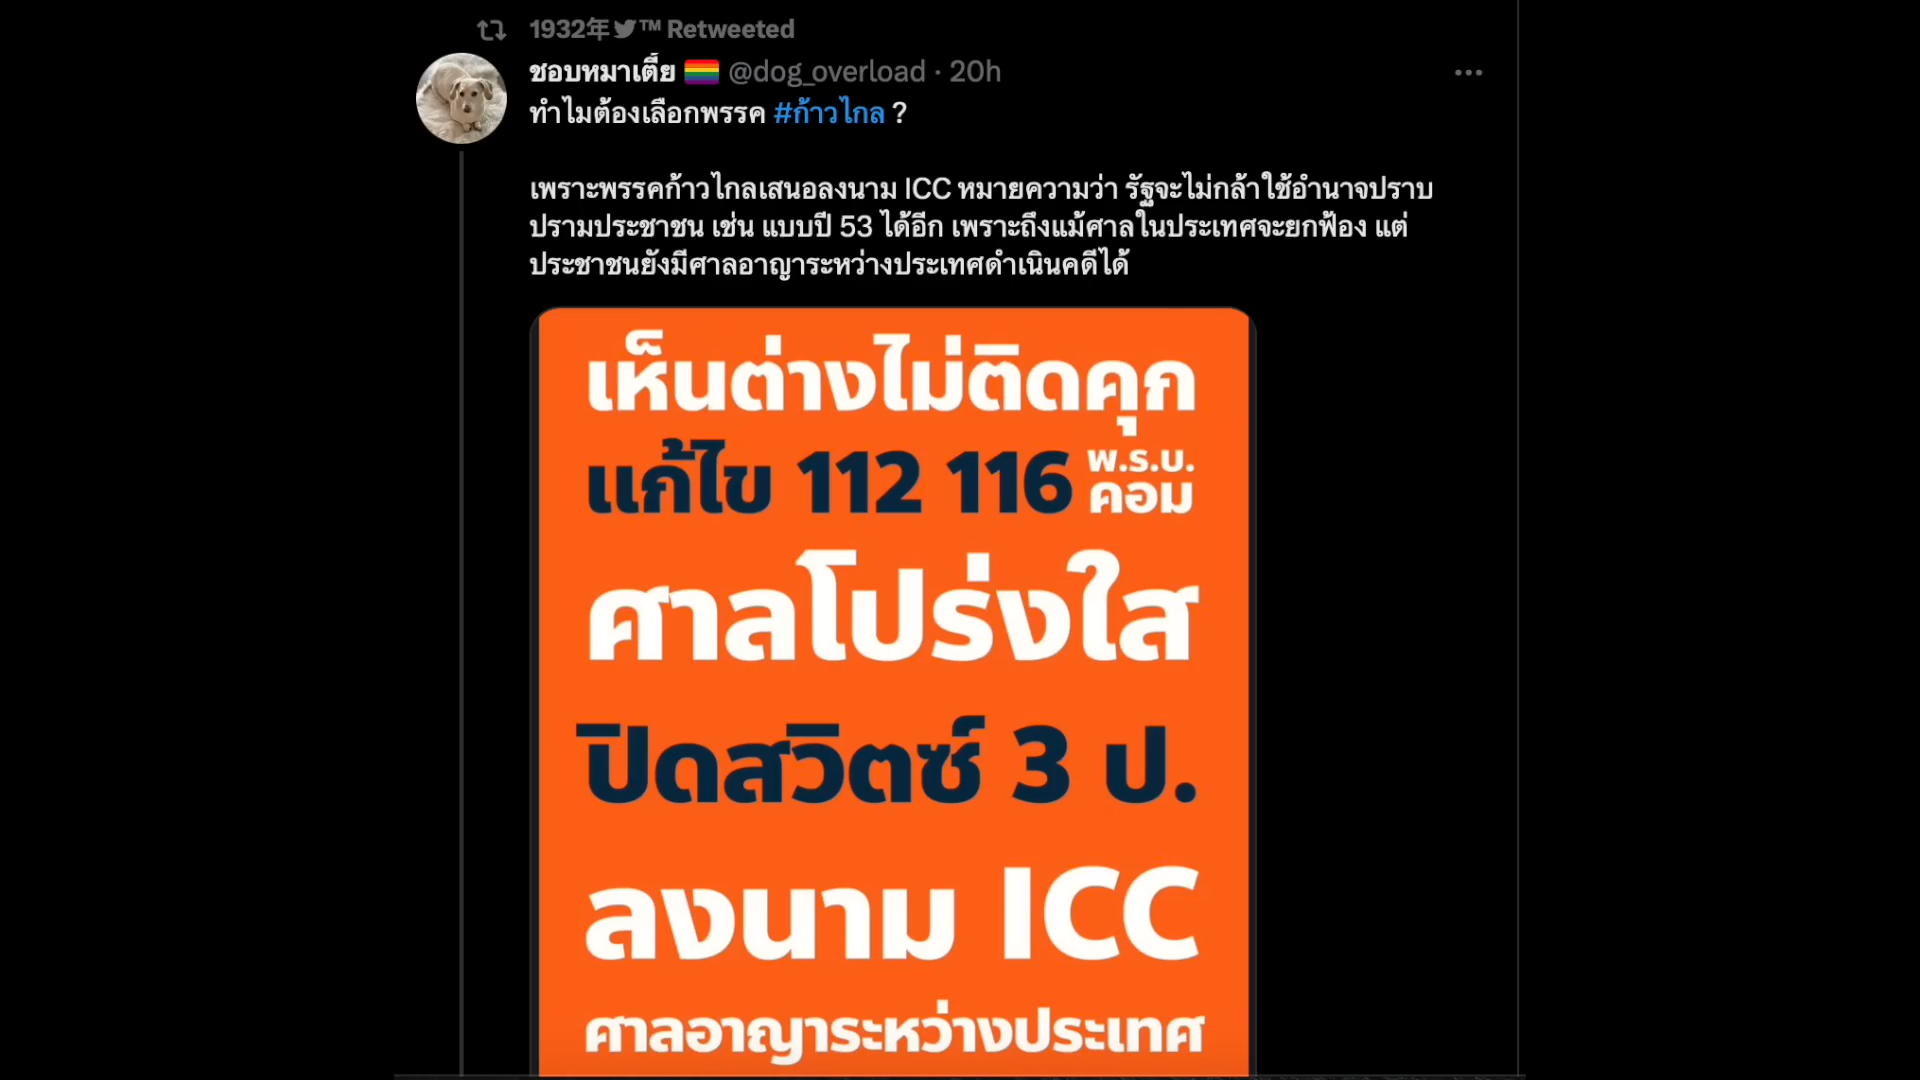 1932年™ Retweeted
ชอบหมาเตี้ย 🏳️‍🌈 @dog_overload · 20h
ทำไมต้องเลือกพรรค #ก้าวไกล ?
เพราะพรรคก้าวไกลเสนอลงนาม ICC หมายความว่า รัฐจะไม่กล้าใช้อำนาจปราบ
ปรามประชาชน เช่น แบบปี 53 ได้อีก เพราะถึงแม้ศาลในประเทศจะยกฟ้อง แต่
ประชาชนยังมีศาลอาญาระหว่างประเทศดำเนินคดีได้
เห็นต่างไม่ติดคุก
แก้ไข 112 116 พ.ร.บ.
คอม
ศาลโปร่งใส
ปิดสวิตซ์ 3 ป.
ลงนาม ICC
ศาลอาญาระหว่างประเทศ